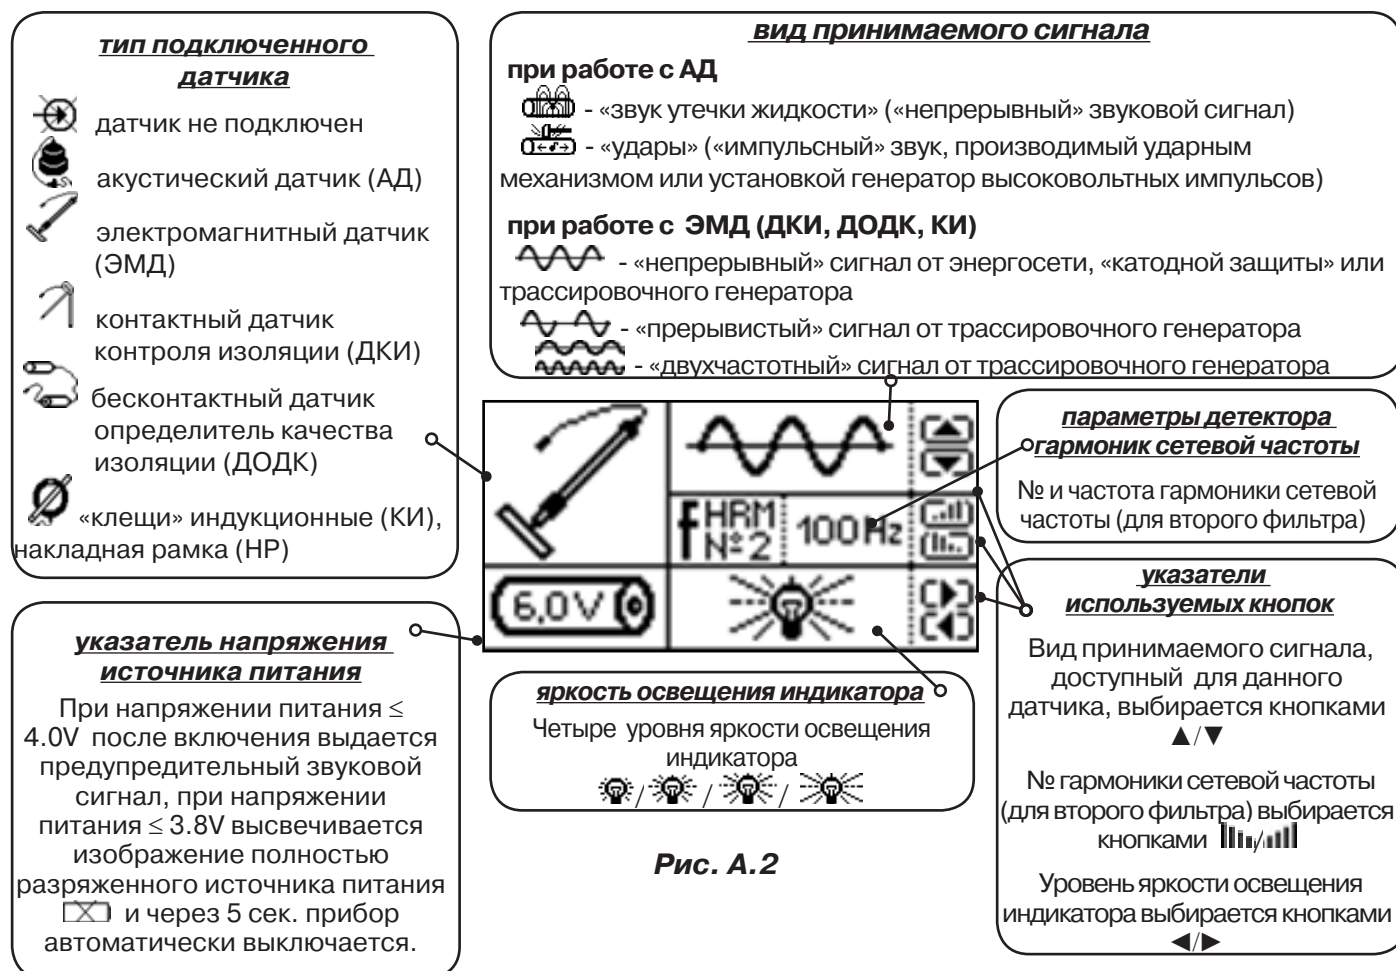 тип подключенного
датчика
датчик не подключен
акустический датчик (АД)
электромагнитный датчик
(ЭМД)
контактный датчик
контроля изоляции (ДКИ)
бесконтактный датчик
определитель качества
изоляции (ДОДК)
«клещи» индукционные (КИ),
накладная рамка (НР)
вид принимаемого сигнала
при работе с АД
- «звук утечки жидкости» («непрерывный» звуковой сигнал)
- «удары» («импульсный» звук, производимый ударным
механизмом или установкой генератор высоковольтных импульсов)
при работе с ЭМД (ДКИ, ДОДК, КИ)
- «непрерывный» сигнал от энергосети, «катодной защиты» или
трассировочного генератора
- «прерывистый» сигнал от трассировочного генератора
- «двухчастотный» сигнал от трассировочного генератора
f HRM
№2
100 Hz
6,0V
параметры детектора
гармоник сетевой частоты
№ и частота гармоники сетевой
частоты (для второго фильтра)
указатель напряжения
источника питания
При напряжении питания ≤
4.0V после включения выдается
предупредительный звуковой
сигнал, при напряжении
питания ≤ 3.8V высвечивается
изображение полностью
разряженного источника питания
и через 5 сек. прибор
автоматически выключается.
яркость освещения индикатора
Четыре уровня яркости освещения
индикатора
/ / /
Рис. А.2
указатели
используемых кнопок
Вид принимаемого сигнала,
доступный для данного
датчика, выбирается кнопками
▲/▼
№ гармоники сетевой частоты
(для второго фильтра) выбирается
кнопками /
Уровень яркости освещения
индикатора выбирается кнопками
◀/▶